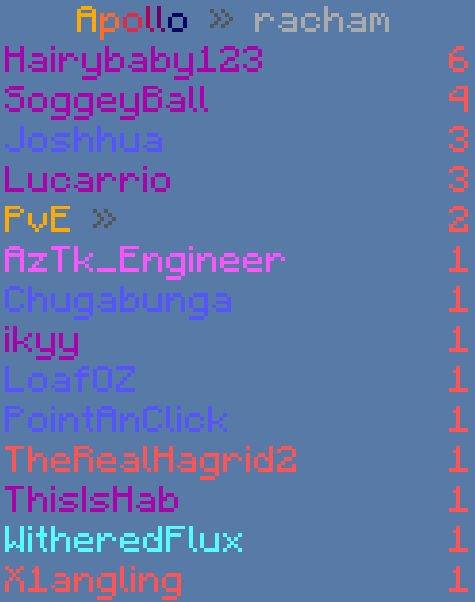 Apollo » racham
Hairybaby123 6
SoggeyBall 4
Joshhua 3
Lucarrio 3
PvE » 2
AzTk_Engineer 1
Chugabunga 1
ikyy 1
LoafOZ 1
PointAnClick 1
TheRealHagrid2 1
ThisIsHab 1
WitheredFlux 1
X1angling 1